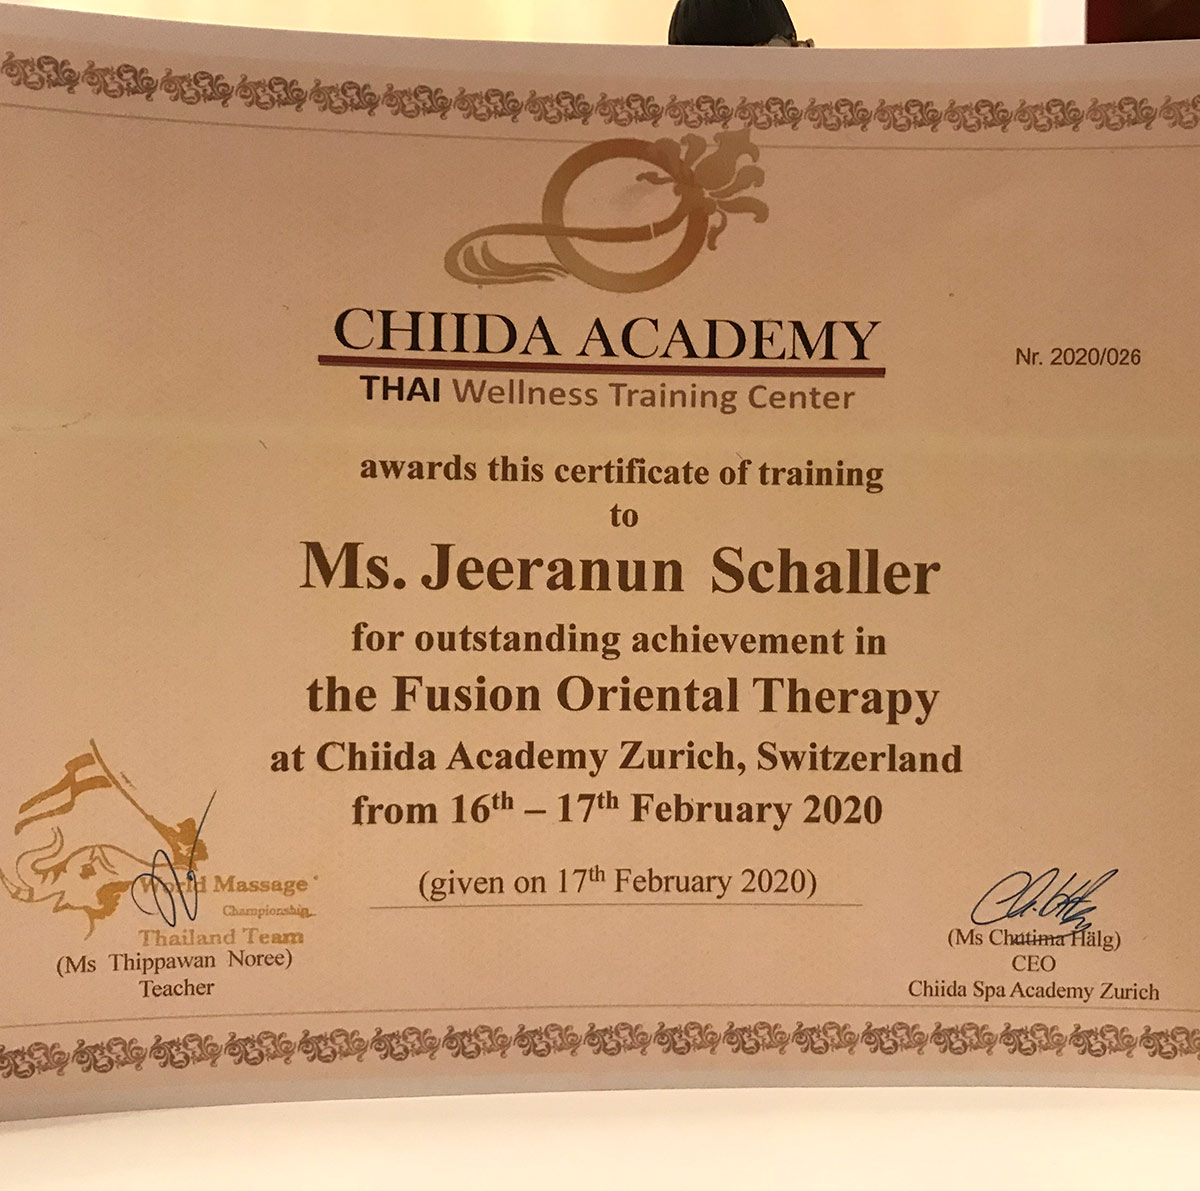 CHIIDA ACADEMY
Nr. 2020/026
THAI Wellness Training Center
awards this certificate of training
to
Ms. Jeeranun Schaller
for outstanding achievement in
the Fusion Oriental Therapy
at Chiida Academy Zurich, Switzerland
from 16th – 17th February 2020
(given on 17th February 2020)
World Massage
Championship
Thailand Team
(Ms Thippawan Noree)
Teacher
(Ms Chutima Hälg)
CEO
Chiida Spa Academy Zurich